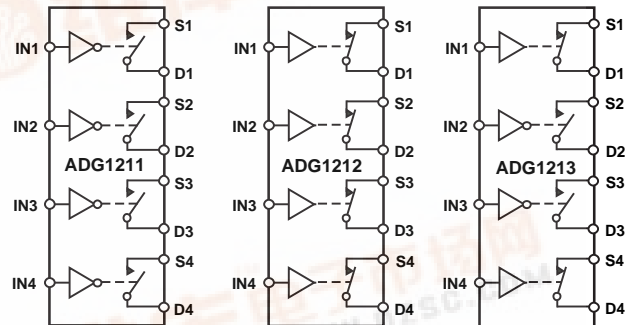 S1 S1 S1
IN1 IN1 IN1
D1 D1 D1
S2 S2 S2
IN2 IN2 IN2
D2 D2 D2
ADG1211 ADG1212 ADG1213
S3 S3 S3
IN3 IN3 IN3
D3 D3 D3
S4 S4 S4
IN4 IN4 IN4
D4 D4 D4